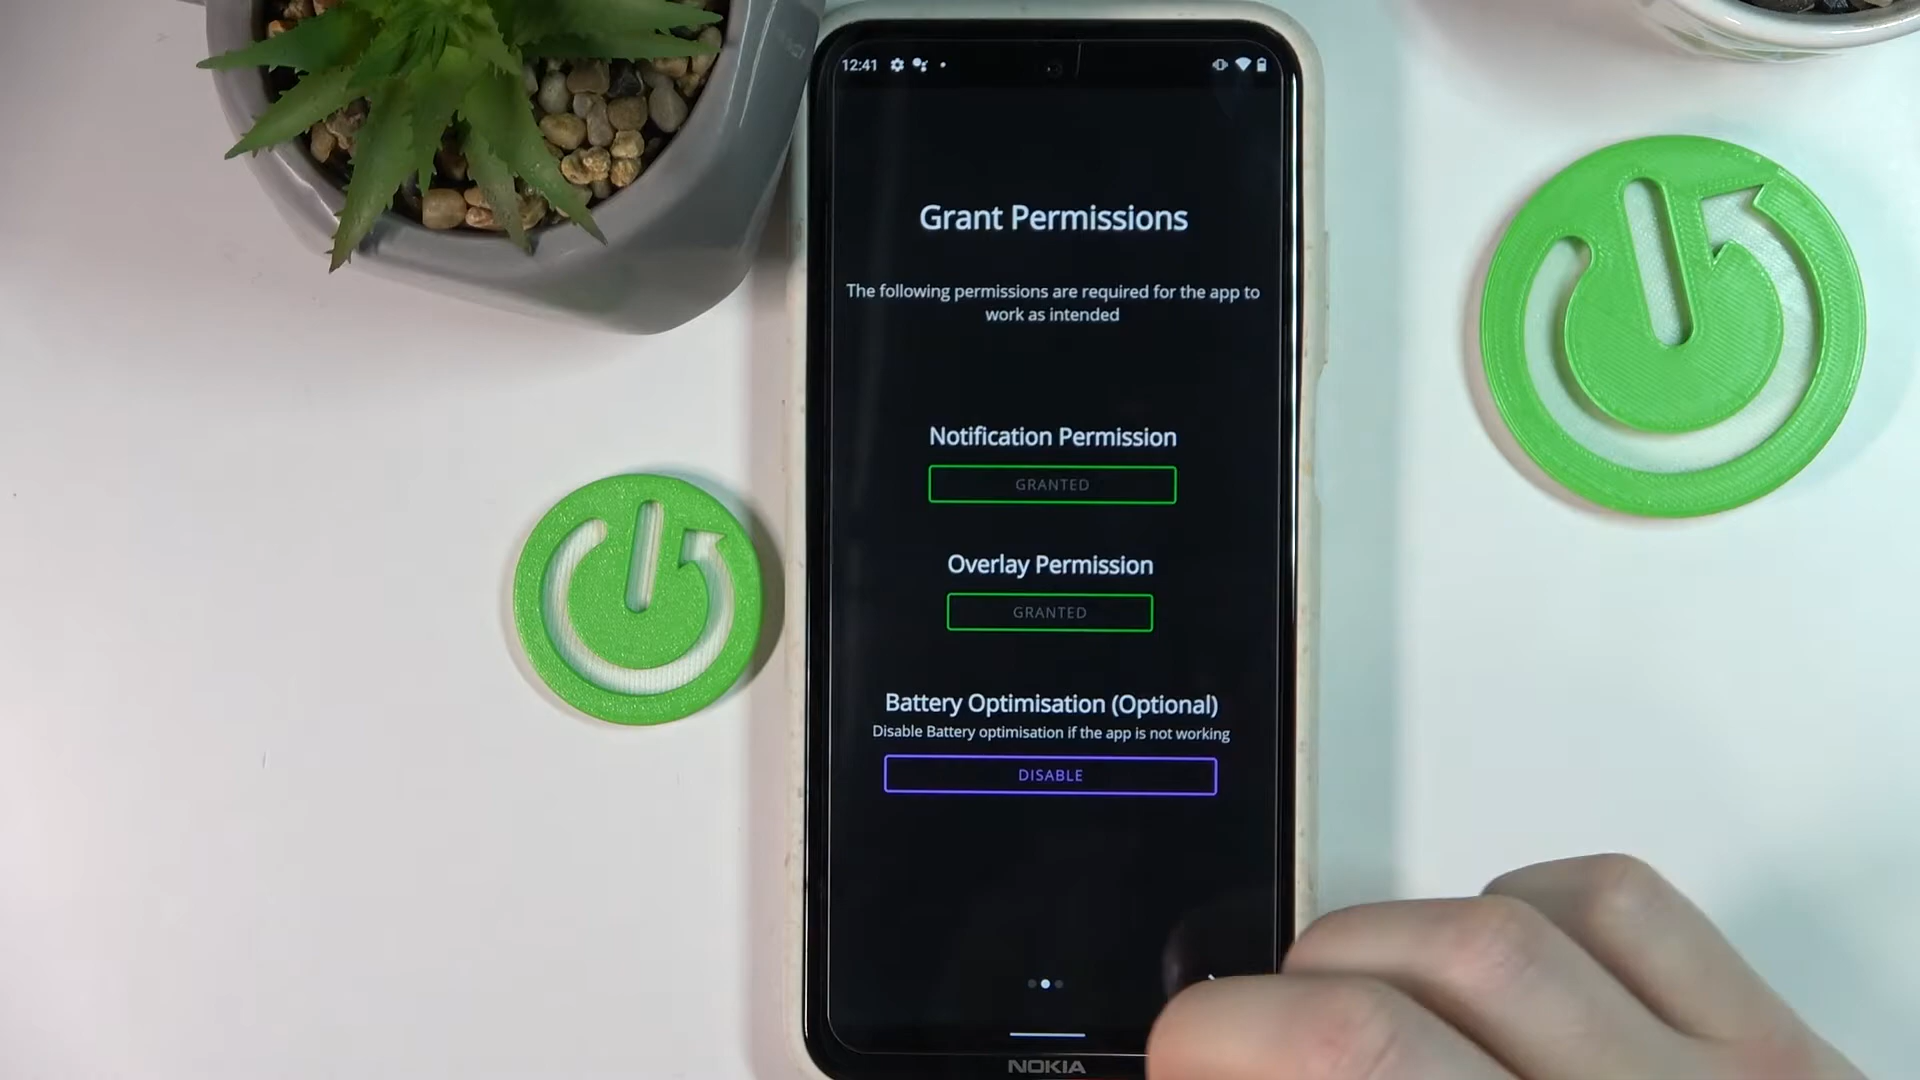 12:41
Grant Permissions
The following permissions are required for the app to
work as intended
Notification Permission
GRANTED
Overlay Permission
GRANTED
Battery Optimisation (Optional)
Disable Battery optimisation if the app is not working
DISABLE
NOKIA